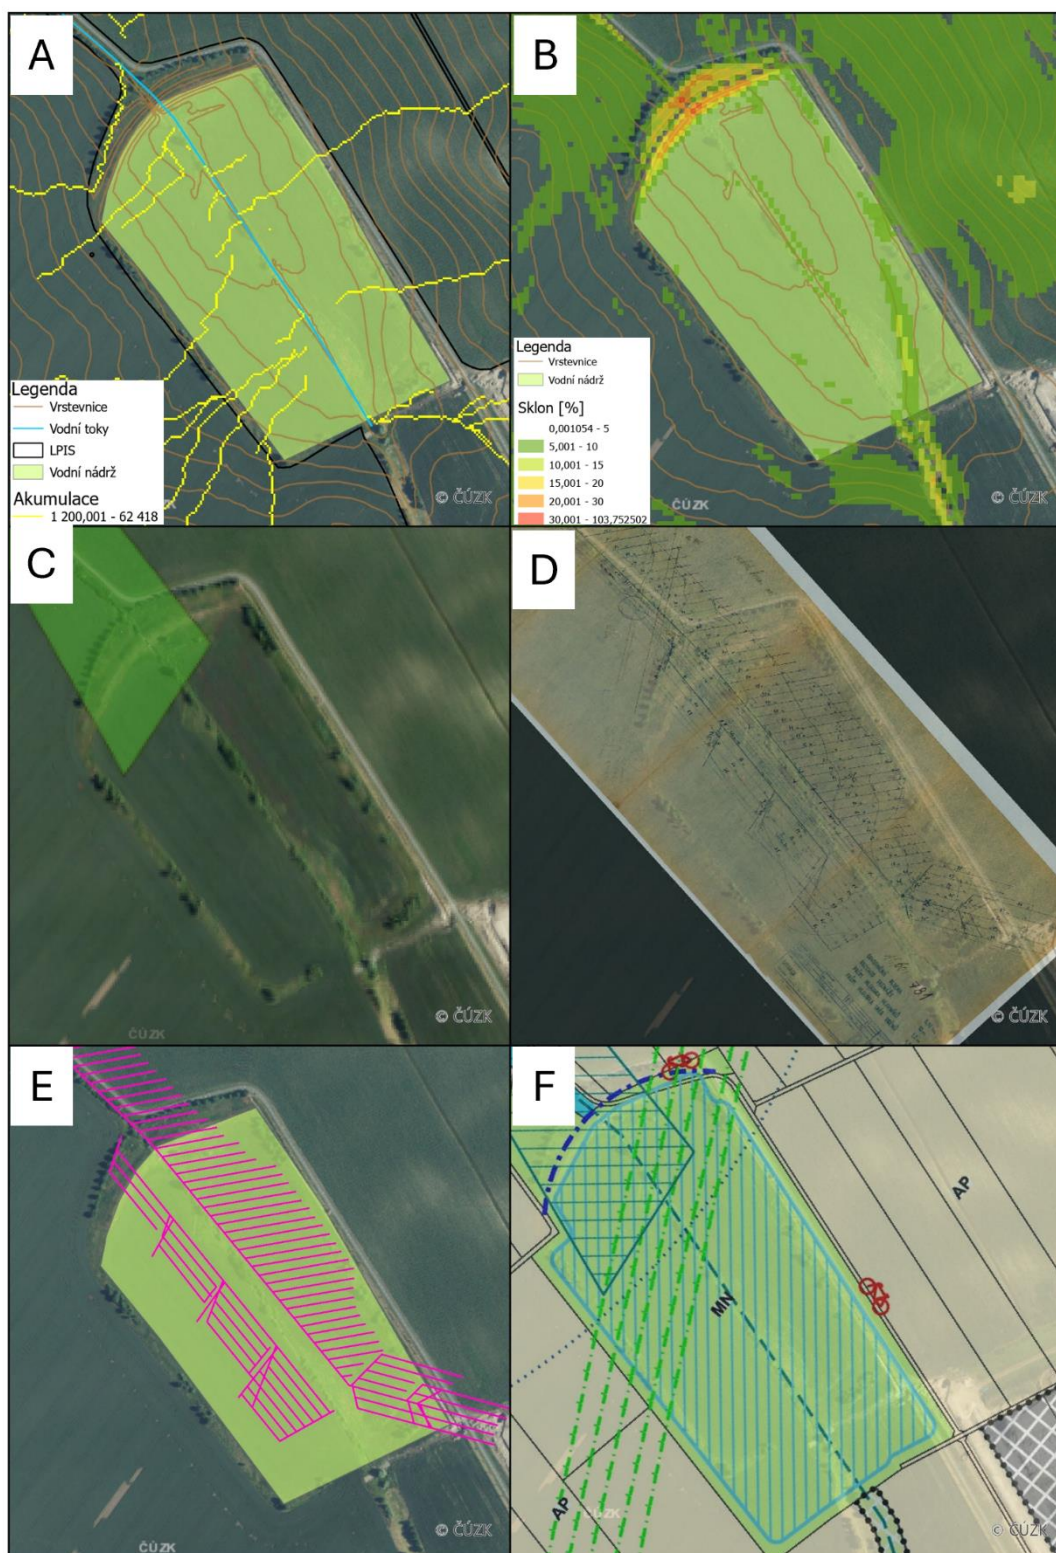 A
Legenda
Vrstevnice
Vodní toky
LPIS
Vodní nádrž
Akumulace
1 200,001 - 62 418
© ČÚZK
B
Legenda
Vrstevnice
Vodní nádrž
Sklon [%]
0,001054 - 5
5,001 - 10
10,001 - 15
15,001 - 20
20,001 - 30
30,001 - 103,752502
ČÚZK
© ČÚZK
C
ČÚZK
© ČÚZK
D
© ČÚZK
E
ČÚZK
© ČÚZK
F
AP
MN
AP
ČÚZK
© ČÚZK